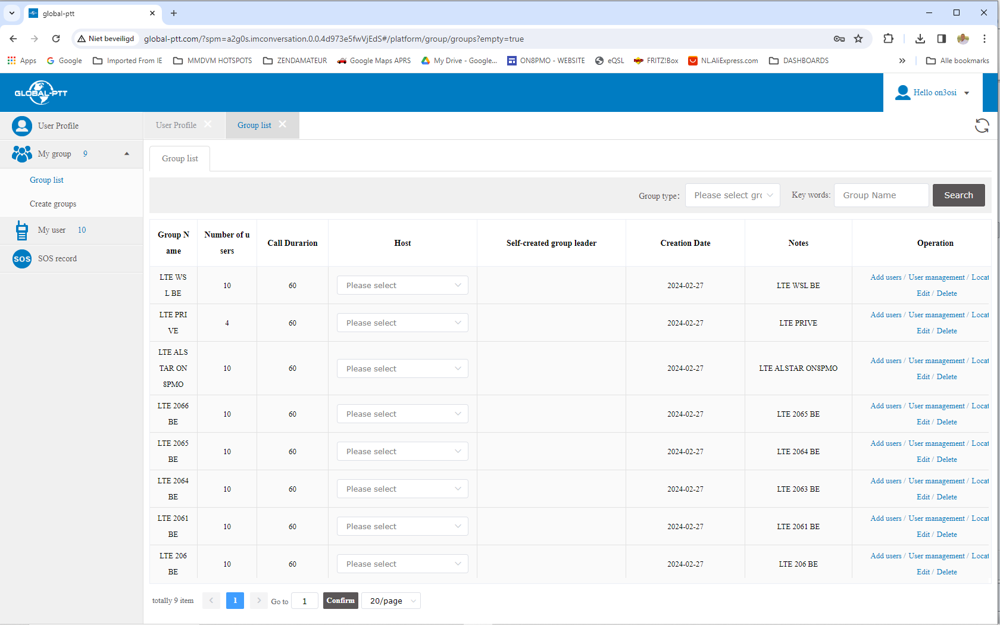 global-ptt
Niet beveiligd global-ptt.com/?spm=a2g0s.imconversation.0.0.4d973e5fwVjEdS#/platform/group/groups?empty=true
Apps Google Imported From IE MMDVM HOTSPOTS ZENDAMATEUR Google Maps APRS My Drive - Google... ON8PMO - WEBSITE eQSL FRITZ!Box NL.AliExpress.com DASHBOARDS » Alle bookmarks
GLOBAL-PTT
Hello on3osi
User Profile
My group 9
Group list
Create groups
My user 10
SOS SOS record
User Profile Group list
Group list
Group type: Please select grc Key words: Group Name Search
Group N
ame
Number of u
sers
Call Durarion
Host
Self-created group leader
Creation Date
Notes
Operation
LTE WS
L BE
10 60 Please select 2024-02-27 LTE WSL BE
Add users / User management / Locat
Edit / Delete
LTE PRI
VE
4 60 Please select 2024-02-27 LTE PRIVE
Add users / User management / Locat
Edit / Delete
LTE ALS
TAR ON
8PMO
10 60 Please select 2024-02-27 LTE ALSTAR ON8PMO
Add users / User management / Locat
Edit / Delete
LTE 2066
BE
10 60 Please select 2024-02-27 LTE 2065 BE
Add users / User management / Locat
Edit / Delete
LTE 2065
BE
10 60 Please select 2024-02-27 LTE 2064 BE
Add users / User management / Locat
Edit / Delete
LTE 2064
BE
10 60 Please select 2024-02-27 LTE 2063 BE
Add users / User management / Locat
Edit / Delete
LTE 2061
BE
10 60 Please select 2024-02-27 LTE 2061 BE
Add users / User management / Locat
Edit / Delete
LTE 206
BE
10 60 Please select 2024-02-27 LTE 206 BE
Add users / User management / Locat
Edit / Delete
totally 9 item < 1 > Go to 1 Confirm 20/page